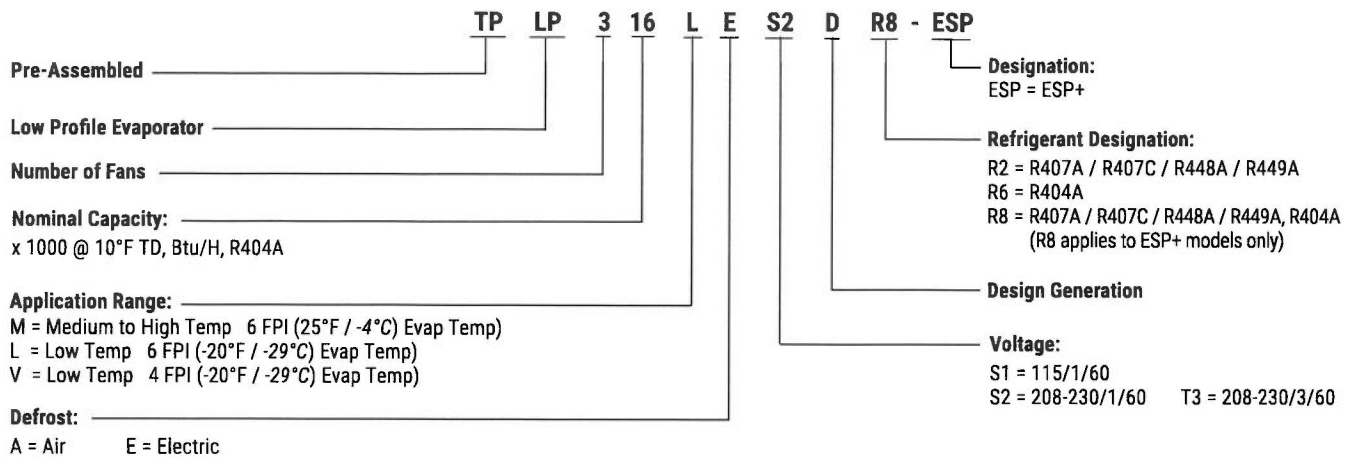 TP LP 3 16 L E S2 D R8 - ESP
Pre-Assembled
Low Profile Evaporator
Number of Fans
Nominal Capacity:
x 1000 @ 10°F TD, Btu/H, R404A
Application Range:
M = Medium to High Temp 6 FPI (25°F / -4°C) Evap Temp)
L = Low Temp 6 FPI (-20°F / -29°C) Evap Temp)
V = Low Temp 4 FPI (-20°F / -29°C) Evap Temp)
Defrost:
A = Air E = Electric
Designation:
ESP = ESP+
Refrigerant Designation:
R2 = R407A / R407C / R448A / R449A
R6 = R404A
R8 = R407A / R407C / R448A / R449A, R404A
(R8 applies to ESP+ models only)
Design Generation
Voltage:
S1 = 115/1/60
S2 = 208-230/1/60 T3 = 208-230/3/60